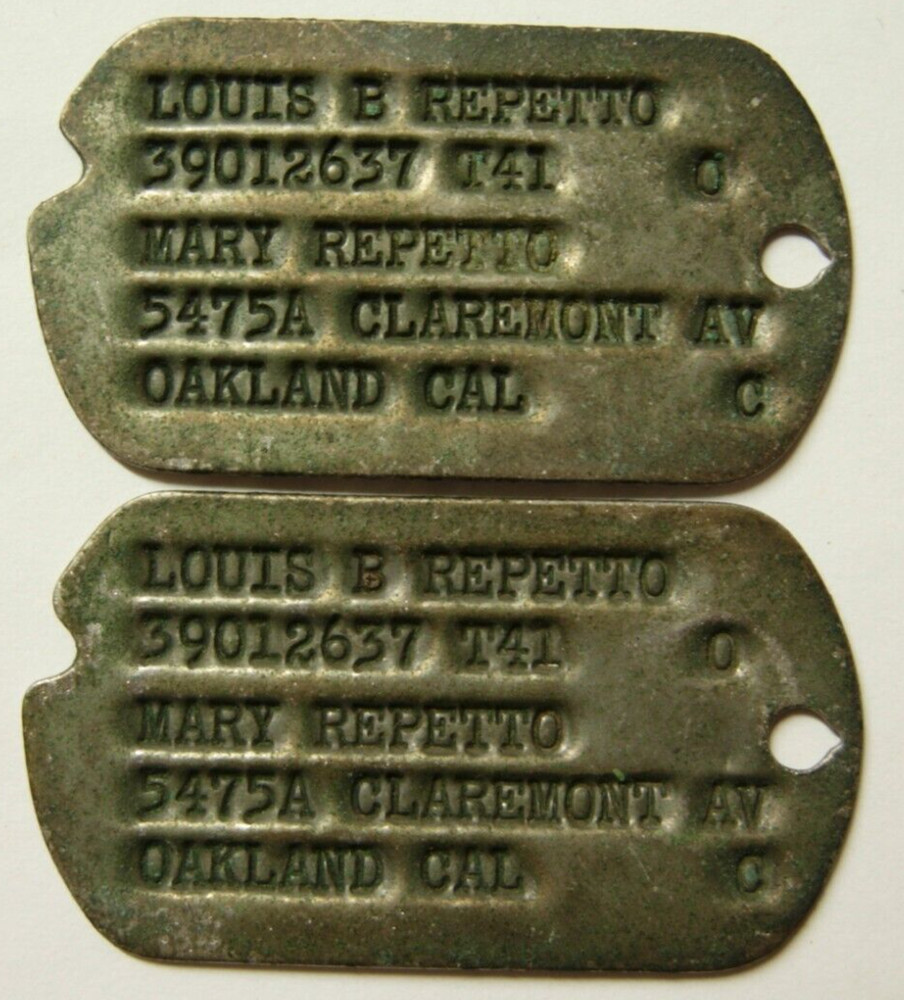 LOUIS B REPETTO
39012637 T41 O
MARY REPETTO
5475A CLAREMONT AV
OAKLAND CAL C
LOUIS B REPETTO
39012637 T41 O
MARY REPETTO
5475A CLAREMONT AV
OAKLAND CAL C